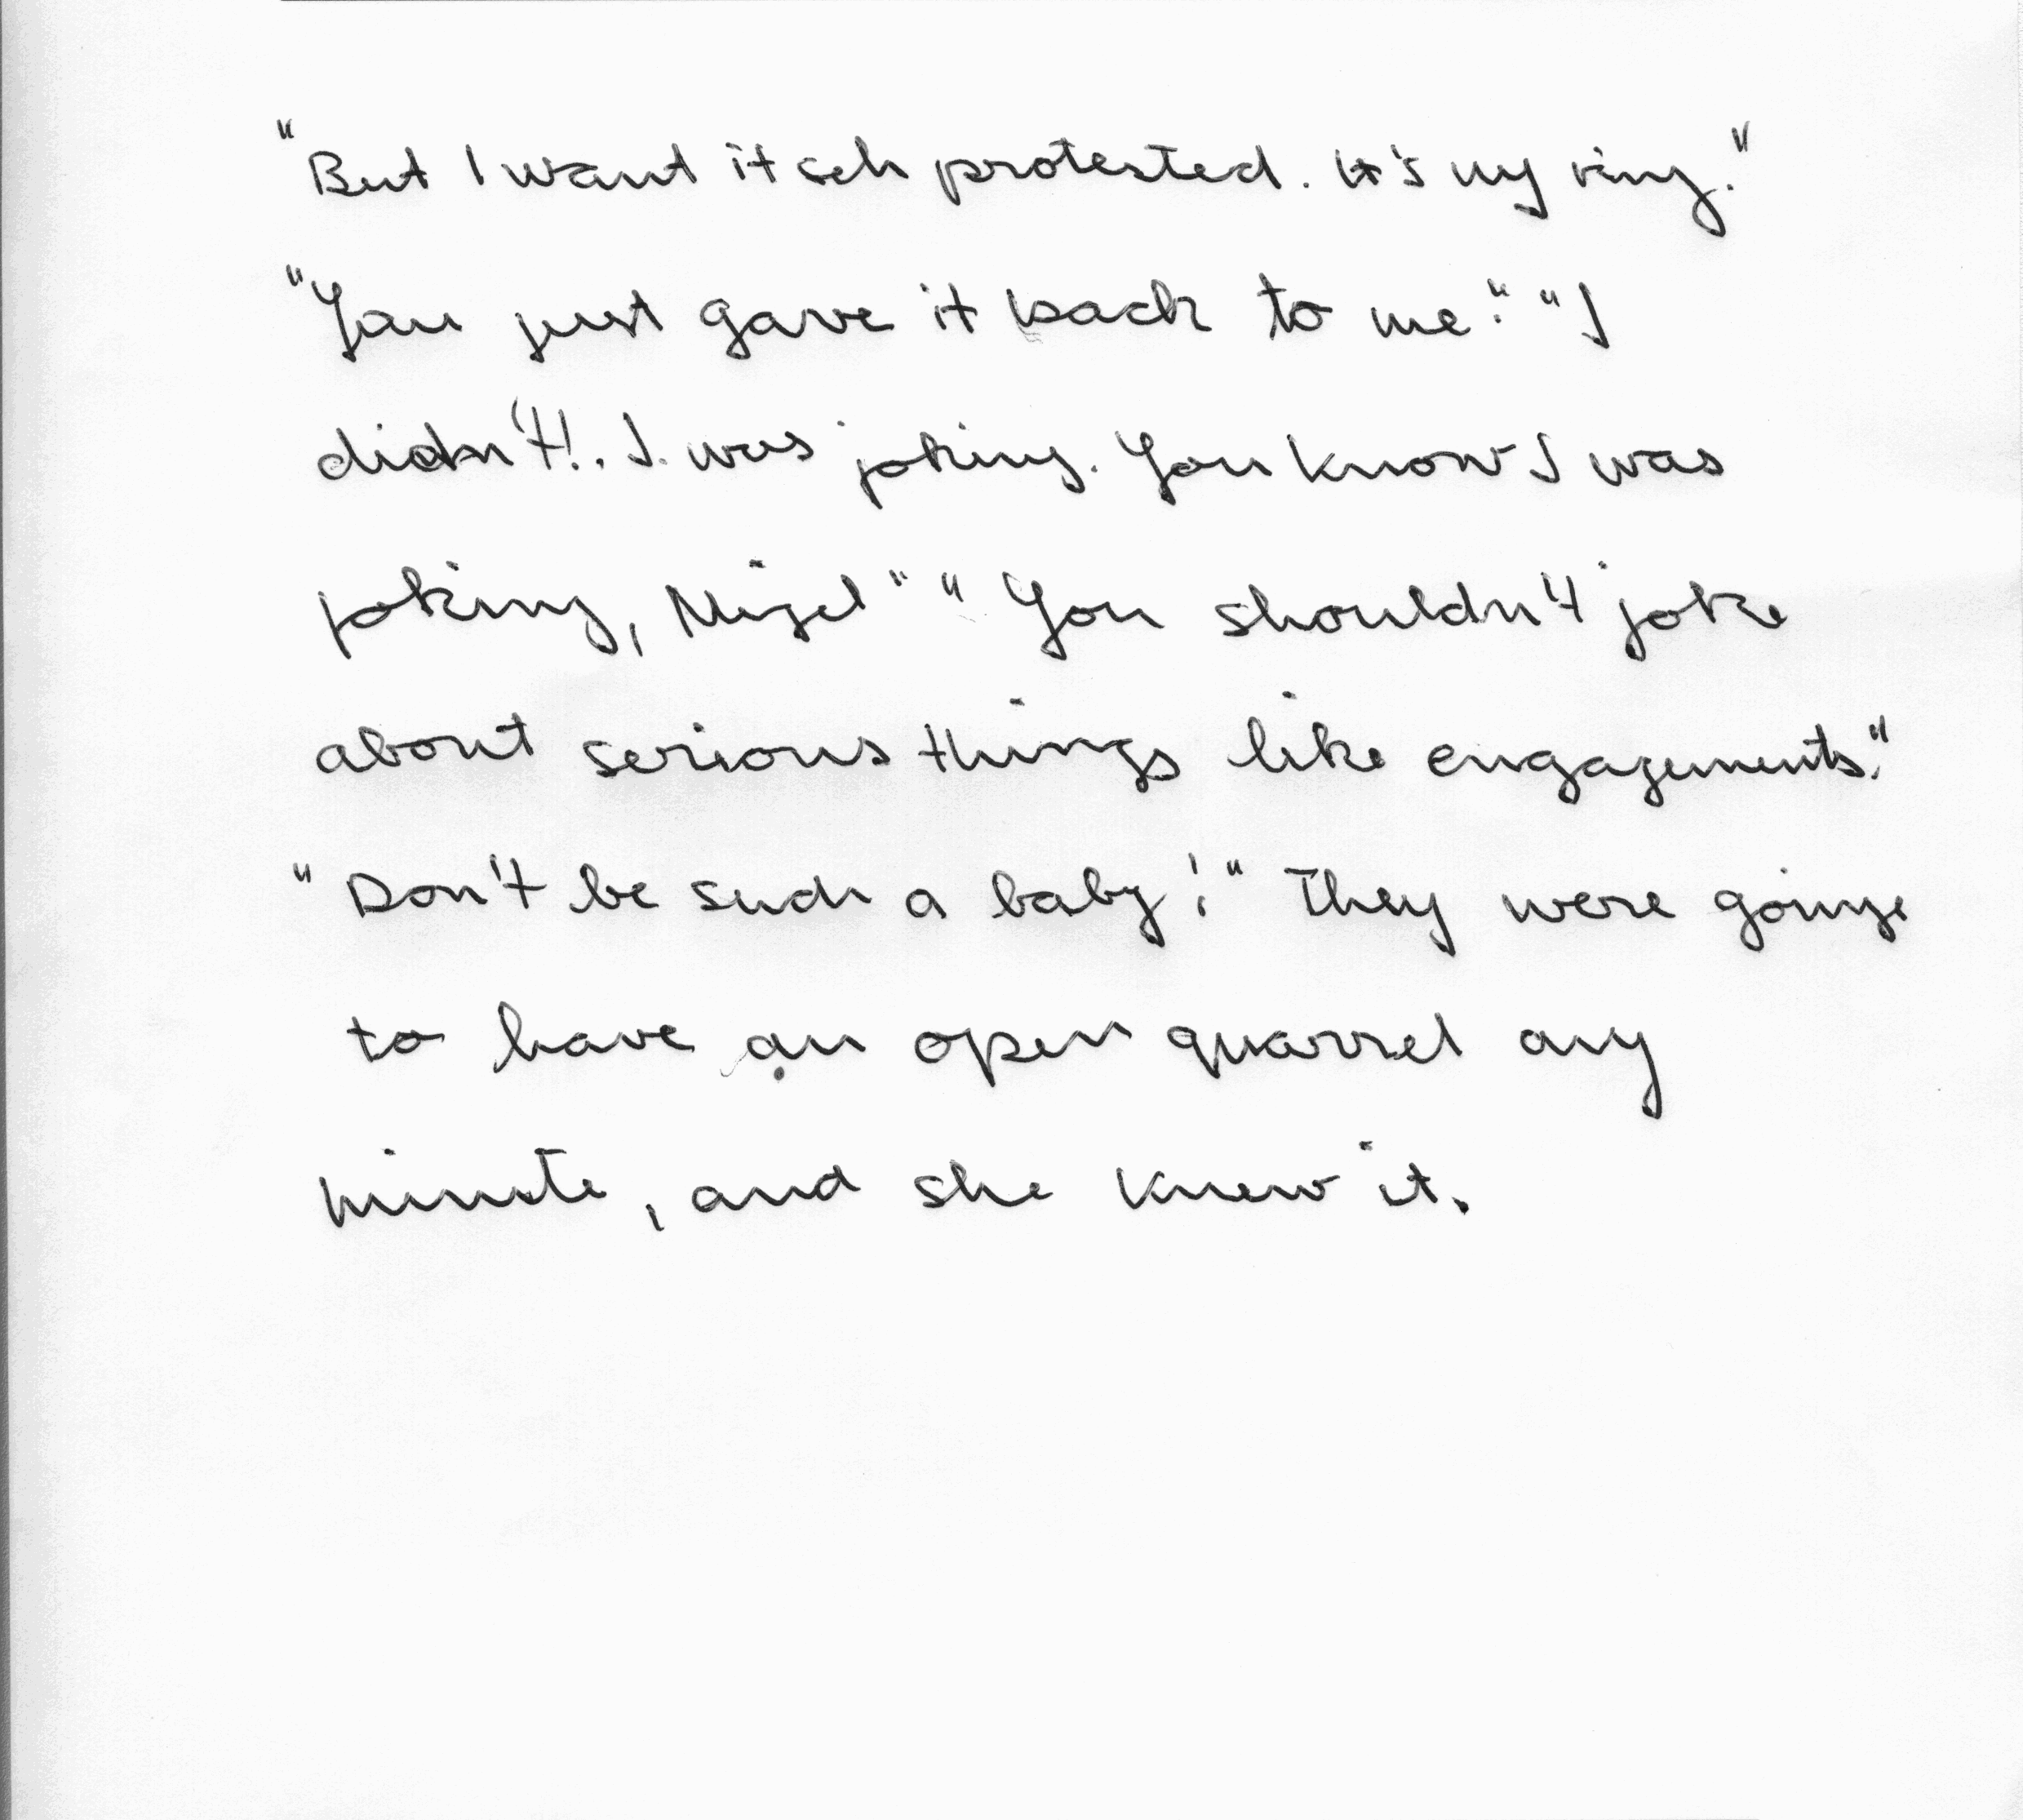 "But I want it seh protested. It's my ring."
"You just gave it back to me." "I
didn't!. I. was joking. You know I was
joking, Nigel" "You shouldn't joke
about serious things like engagements."
"Don't be such a baby!" They were going
to have an open quarrel any
minute, and she knew it.